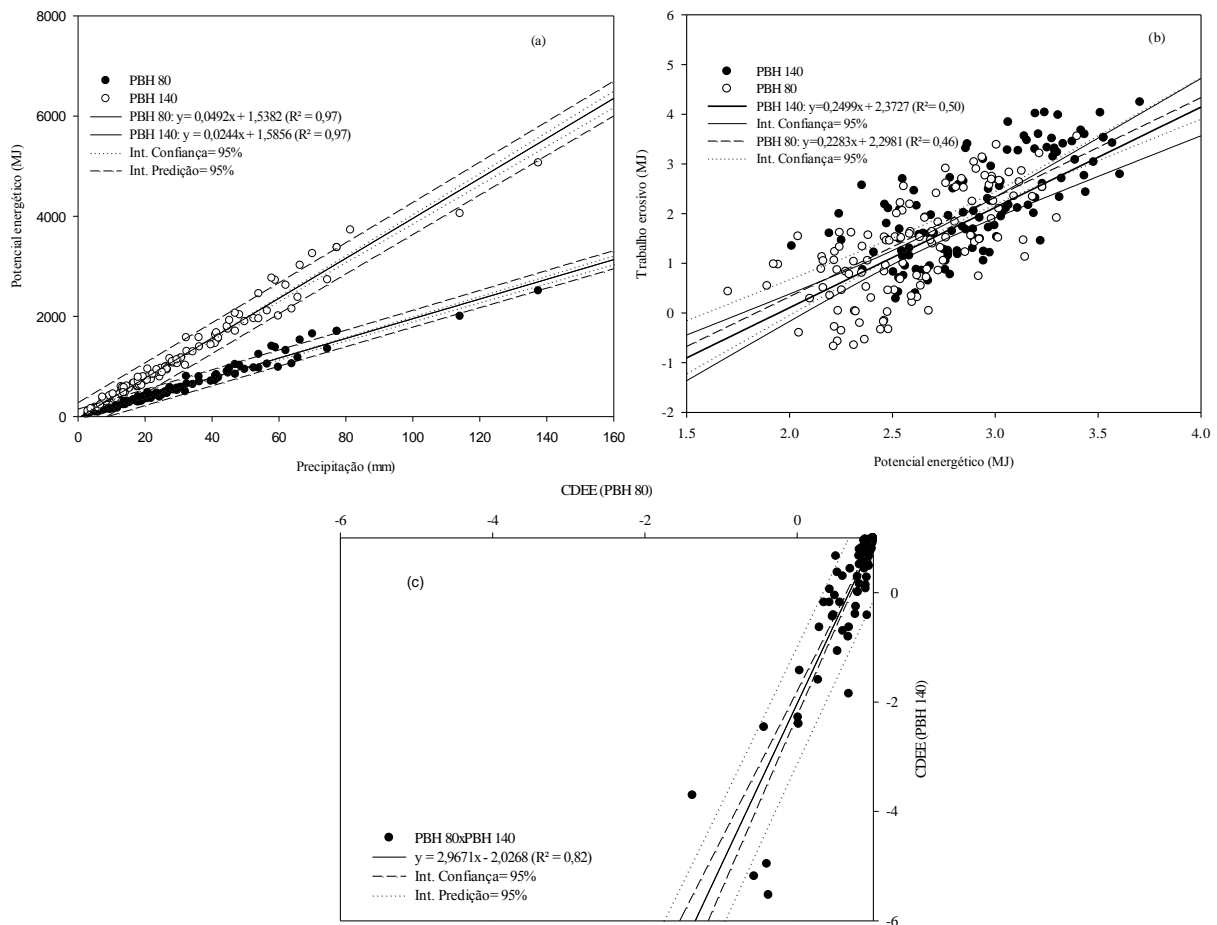 (a)
8000
6000
4000
2000
0
Potencial energético (MJ)
PBH 80
PBH 140
PBH 80: y= 0,0492x + 1,5382 (R² = 0,97)
PBH 140: y = 0,0244x + 1,5856 (R² = 0,97)
Int. Confiança= 95%
Int. Predição= 95%
0 20 40 60 80 100 120 140 160
Precipitação (mm)
(b)
6
5
4
3
2
1
0
-1
-2
Trabalho erosivo (MJ)
PBH 140
PBH 80
PBH 140: y=0,2499x + 2,3727 (R²= 0,50)
Int. Confiança= 95%
PBH 80: y=0,2283x + 2,2981 (R²= 0,46)
Int. Confiança= 95%
1.5 2.0 2.5 3.0 3.5 4.0
Potencial energético (MJ)
CDEE (PBH 80)
-6 -4 -2 0
(c)
0
-2
-4
-6
CDEE (PBH 140)
PBH 80xPBH 140
y = 2,9671x - 2,0268 (R² = 0,82)
Int. Confiança= 95%
Int. Predição= 95%